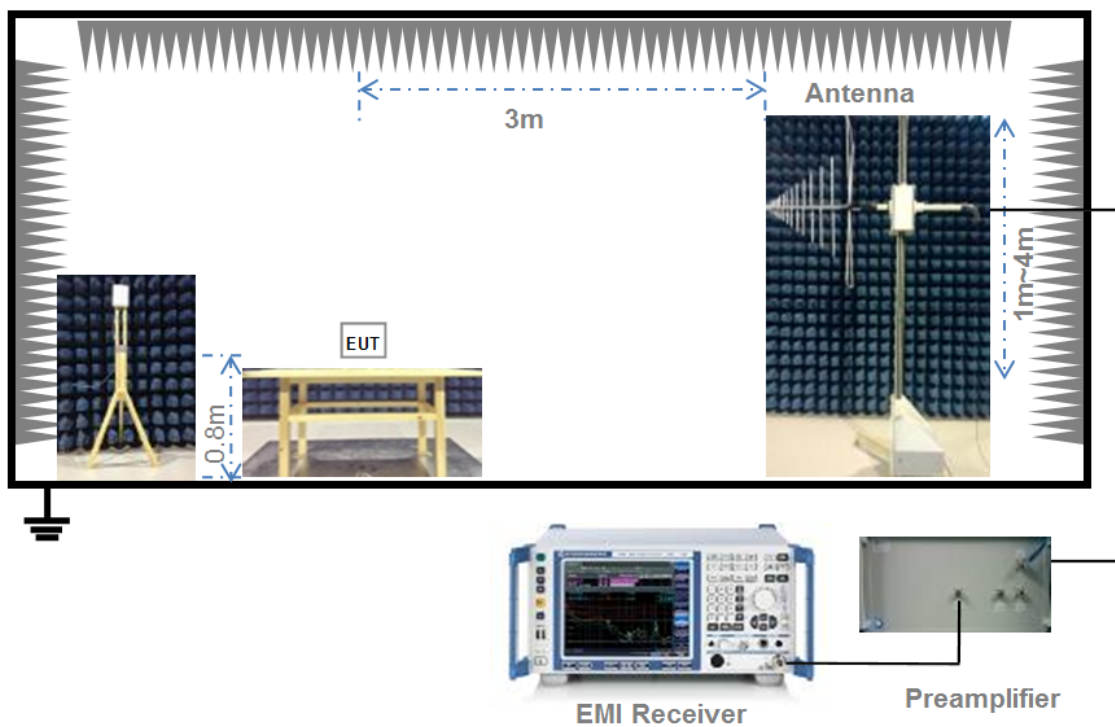 Antenna
3m
1m~4m
EUT
0.8m
EMI Receiver
Preamplifier